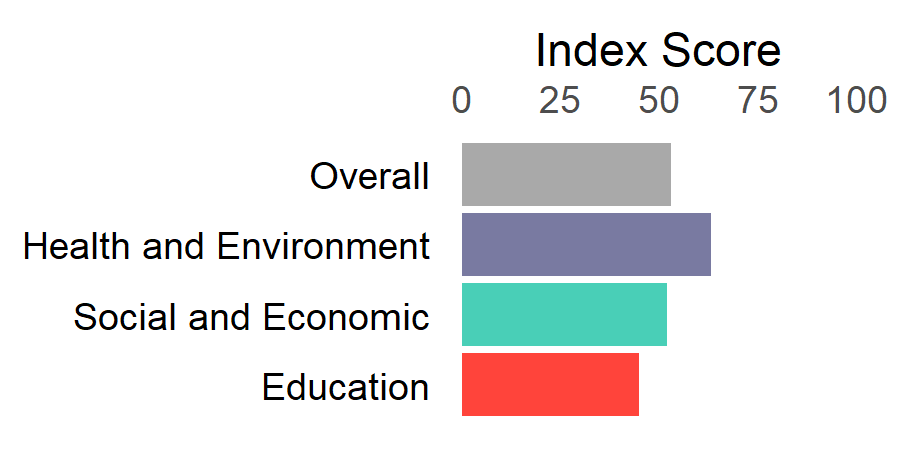 Index Score
0 25 50 75 100
Overall
Health and Environment
Social and Economic
Education